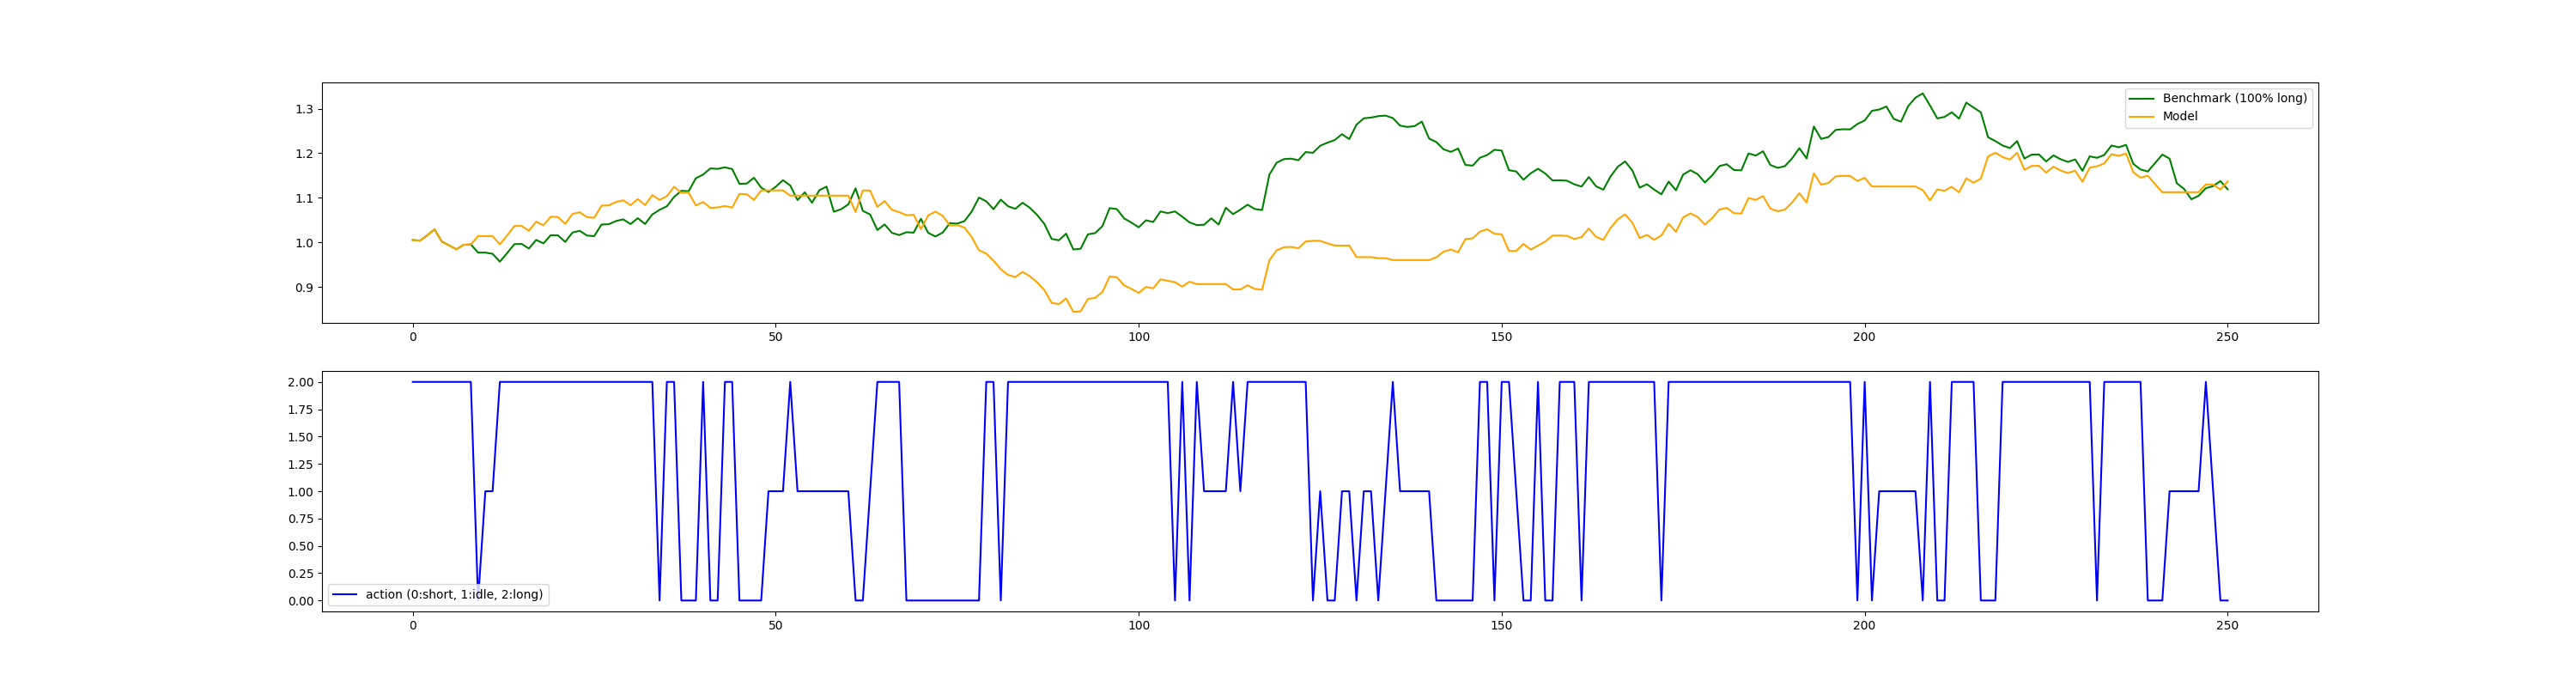 1.3
1.2
1.1
1.0
0.9
Benchmark (100% long)
Model
0 50 100 150 200 250
2.00
1.75
1.50
1.25
1.00
0.75
0.50
0.25
0.00
action (0:short, 1:idle, 2:long)
0 50 100 150 200 250